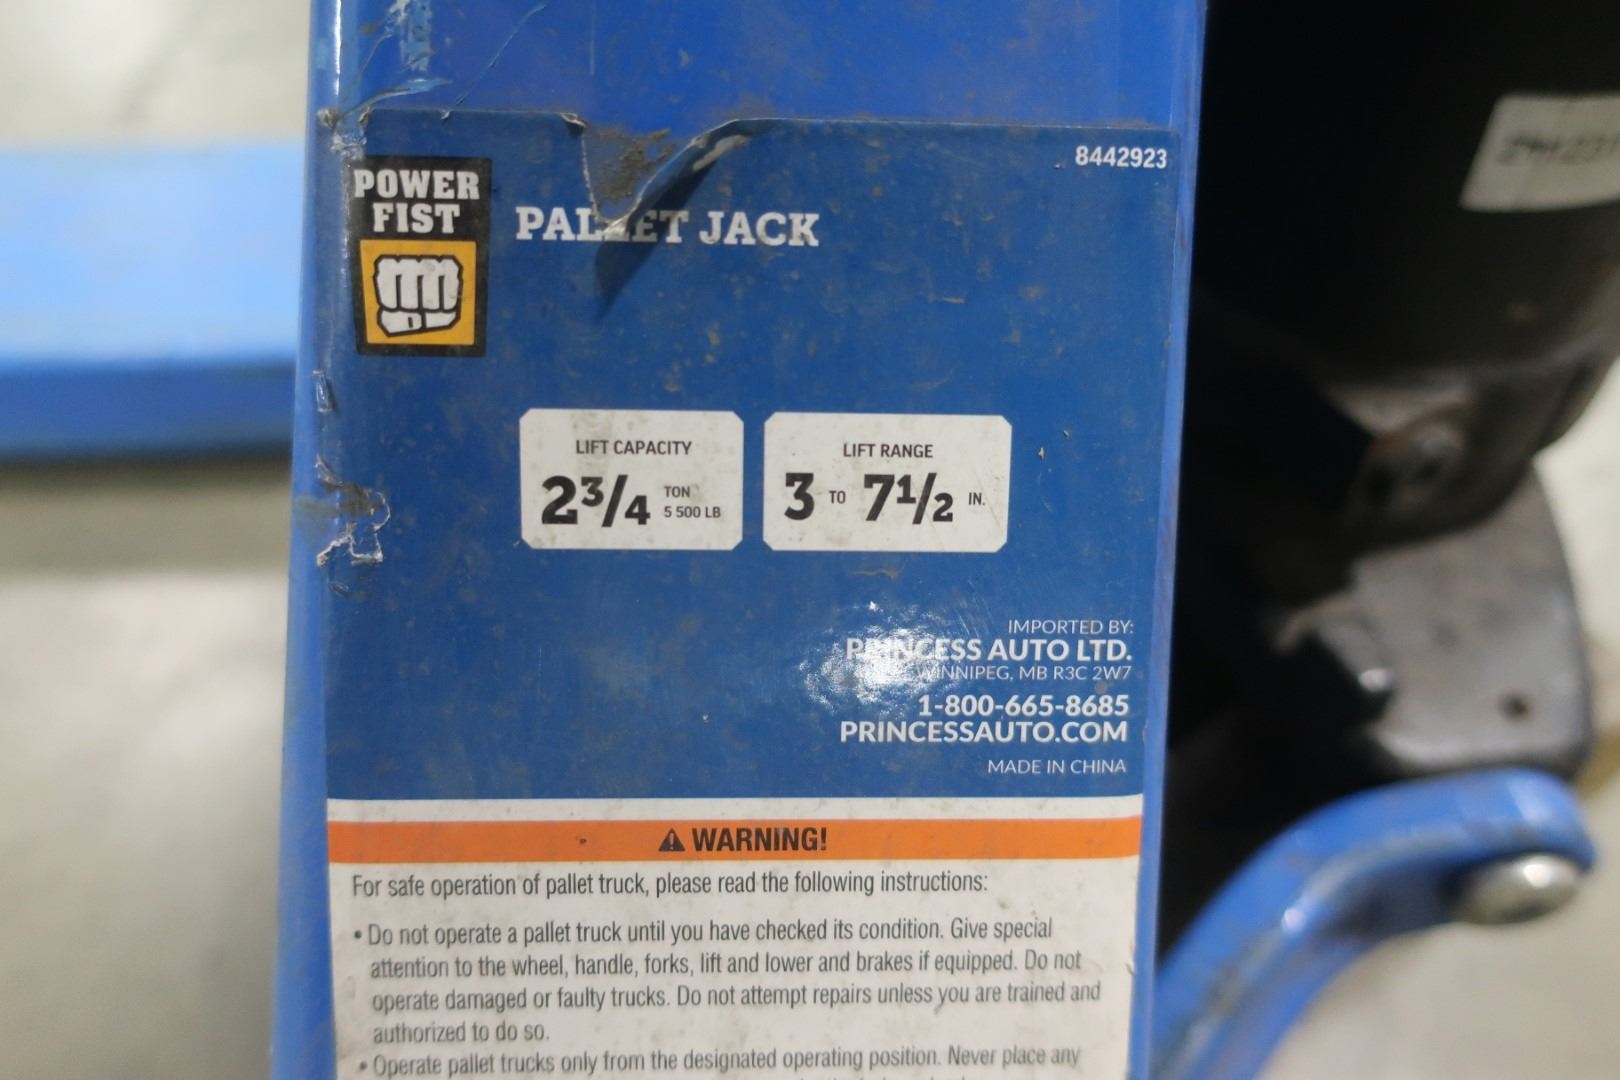 8442923
POWER
FIST
PALLET JACK
LIFT CAPACITY
2 3/4 TON
5 500 LB
LIFT RANGE
3 TO 7 1/2 IN.
IMPORTED BY:
PRINCESS AUTO LTD.
WINNIPEG, MB R3C 2W7
1-800-665-8685
PRINCESSAUTO.COM
MADE IN CHINA
WARNING!
For safe operation of pallet truck, please read the following instructions:
• Do not operate a pallet truck until you have checked its condition. Give special
attention to the wheel, handle, forks, lift and lower and brakes if equipped. Do not
operate damaged or faulty trucks. Do not attempt repairs unless you are trained and
authorized to do so.
• Operate pallet trucks only from the designated operating position. Never place any